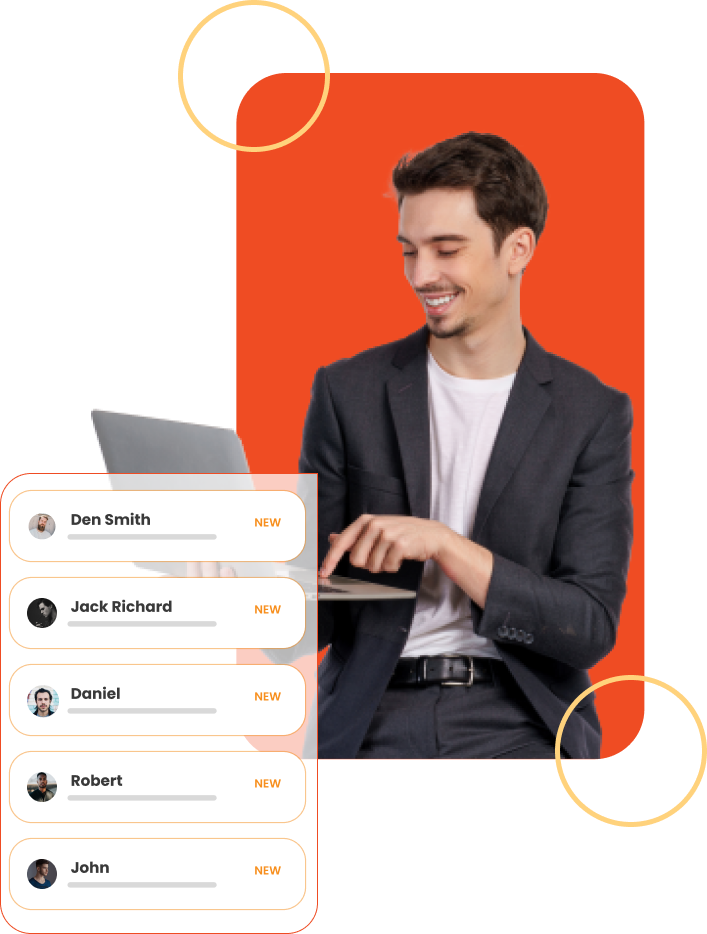 Den Smith NEW
Jack Richard NEW
Daniel NEW
Robert NEW
John NEW